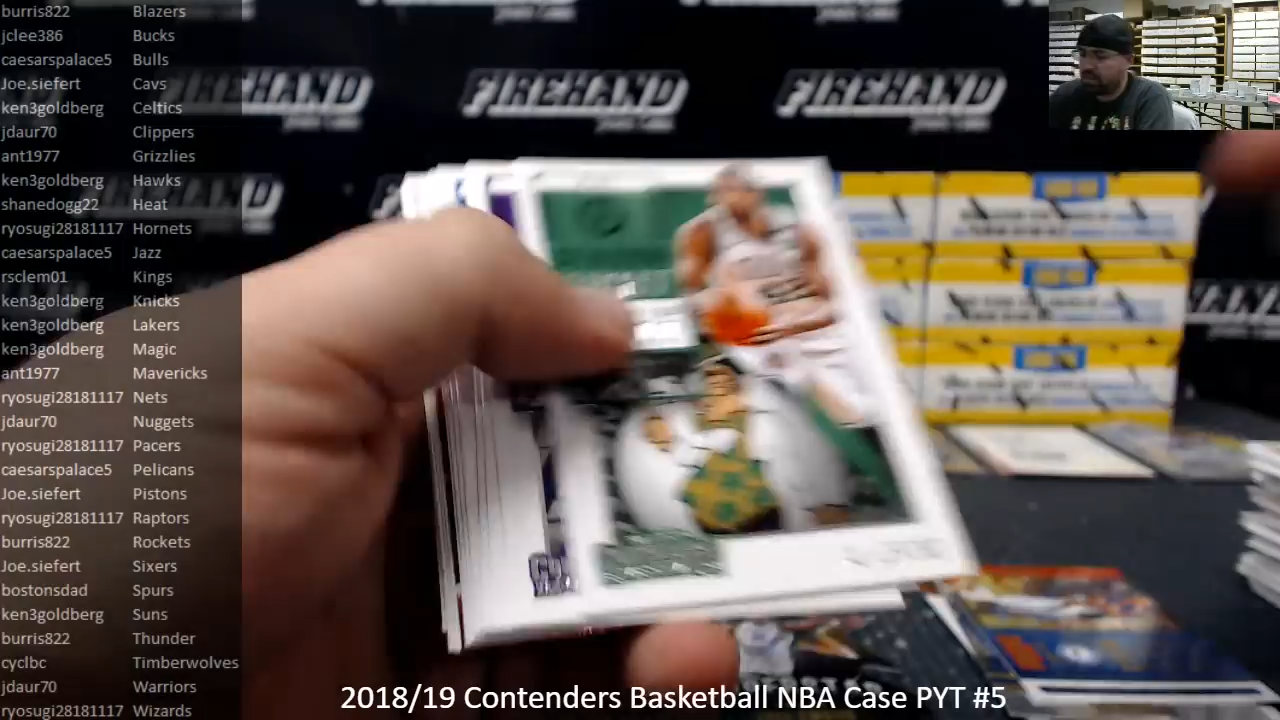 burris822 Blazers
jclee386 Bucks
caesarspalace5 Bulls
Joe.siefert Cavs
ken3goldberg Celtics
jdaur70 Clippers
ant1977 Grizzlies
ken3goldberg Hawks
shanedogg22 Heat
ryosugi28181117 Hornets
caesarspalace5 Jazz
rsclem01 Kings
ken3goldberg Knicks
ken3goldberg Lakers
ken3goldberg Magic
ant1977 Mavericks
ryosugi28181117 Nets
jdaur70 Nuggets
ryosugi28181117 Pacers
caesarspalace5 Pelicans
Joe.siefert Pistons
ryosugi28181117 Raptors
burris822 Rockets
Joe.siefert Sixers
bostonsdad Spurs
ken3goldberg Suns
burris822 Thunder
cyclbc Timberwolves
jdaur70 Warriors
ryosugi28181117 Wizards
FIREHAND FIREHAND FIREHAND
2018/19 Contenders Basketball NBA Case PYT #5